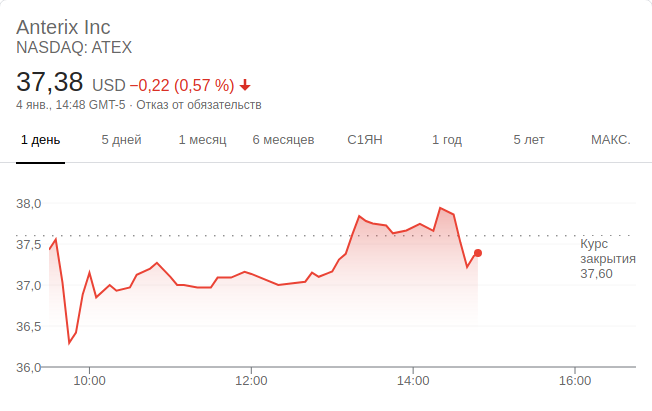 Anterix Inc
NASDAQ: ATEX
37,38 USD −0,22 (0,57 %)
4 янв., 14:48 GMT-5 · Отказ от обязательств
1 день 5 дней 1 месяц 6 месяцев С1ЯН 1 год 5 лет МАКС.
38,0
37,5
37,0
36,5
36,0
Курс
закрытия
37,60
10:00 12:00 14:00 16:00